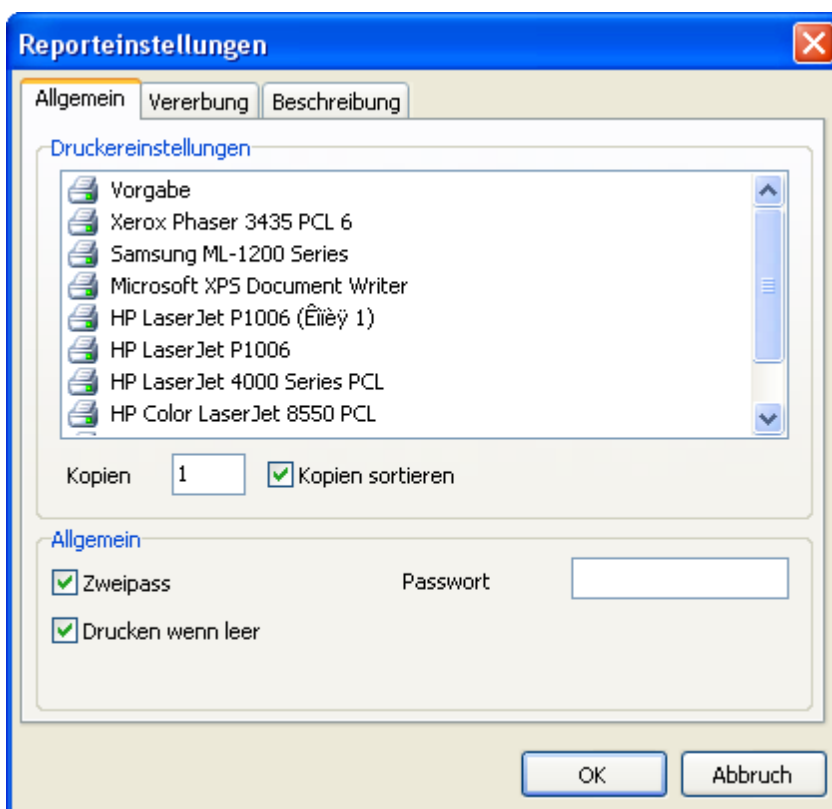 Reporteinstellungen
Allgemein Vererbung Beschreibung
Druckereinstellungen
Vorgabe
Xerox Phaser 3435 PCL 6
Samsung ML-1200 Series
Microsoft XPS Document Writer
HP LaserJet P1006 (Êîïèÿ 1)
HP LaserJet P1006
HP LaserJet 4000 Series PCL
HP Color LaserJet 8550 PCL
Kopien 1 Kopien sortieren
Allgemein
Zweipass Passwort
Drucken wenn leer
OK Abbruch